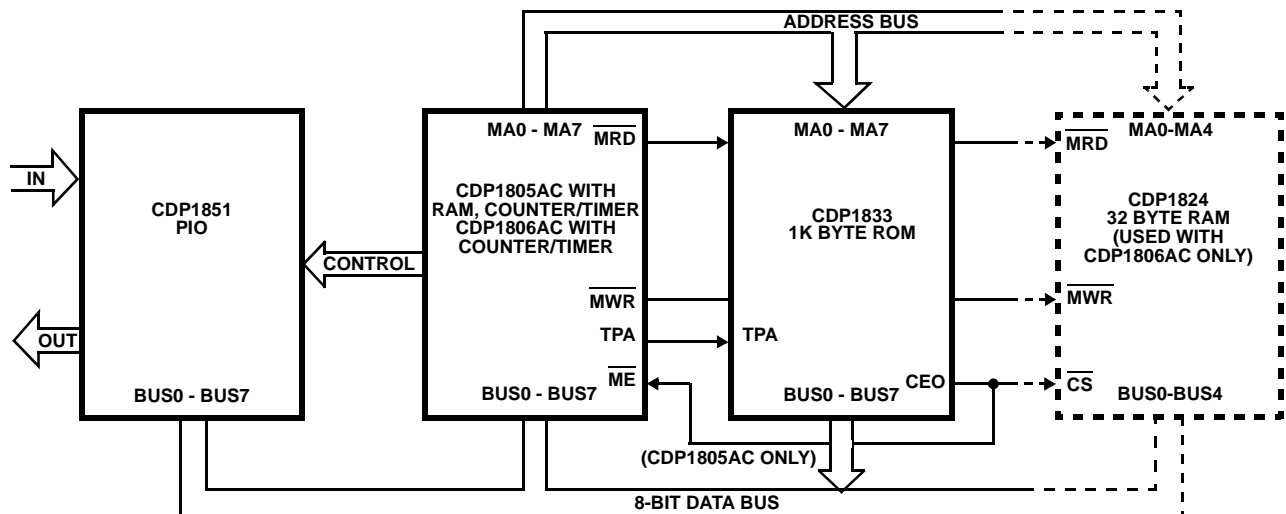 ADDRESS BUS
IN
OUT
CDP1851
PIO
BUS0 - BUS7
CONTROL
MA0 - MA7
MRD
CDP1805AC WITH
RAM, COUNTER/TIMER
CDP1806AC WITH
COUNTER/TIMER
MWR
TPA
ME
BUS0 - BUS7
MA0 - MA7
CDP1833
1K BYTE ROM
TPA
CEO
BUS0 - BUS7
(CDP1805AC ONLY)
MA0-MA4
MRD
CDP1824
32 BYTE RAM
(USED WITH
CDP1806AC ONLY)
MWR
CS
BUS0-BUS4
8-BIT DATA BUS